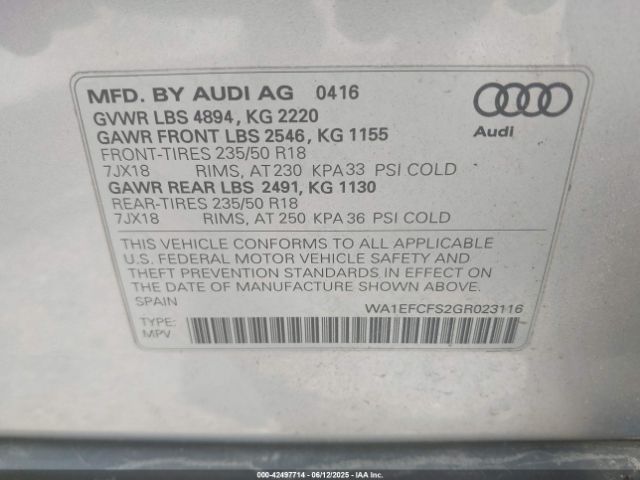 MFD. BY AUDI AG 0416
GVWR LBS 4894, KG 2220
GAWR FRONT LBS 2546, KG 1155
FRONT-TIRES 235/50 R18
7JX18 RIMS, AT 230 KPA 33 PSI COLD
GAWR REAR LBS 2491, KG 1130
REAR-TIRES 235/50 R18
7JX18 RIMS, AT 250 KPA 36 PSI COLD
Audi
THIS VEHICLE CONFORMS TO ALL APPLICABLE
U.S. FEDERAL MOTOR VEHICLE SAFETY AND
THEFT PREVENTION STANDARDS IN EFFECT ON
THE DATE OF MANUFACTURE SHOWN ABOVE.
SPAIN
WA1EFCFS2GR023116
TYPE:
MPV
000-42497714 - 06/12/2025 - IAA Inc.